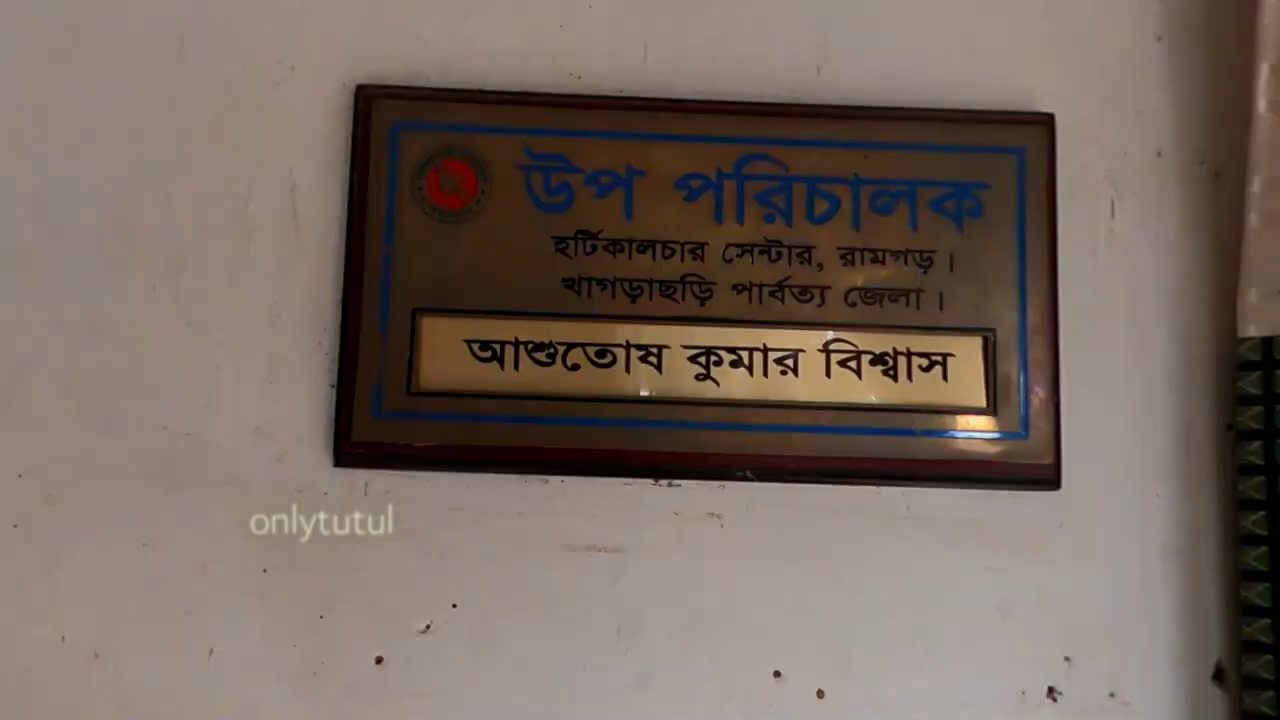 উপ পরিচালক
হর্টিকালচার সেন্টার, রামগড়।
খাগড়াছড়ি পার্বত্য জেলা।
আশুতোষ কুমার বিশ্বাস
onlytutul